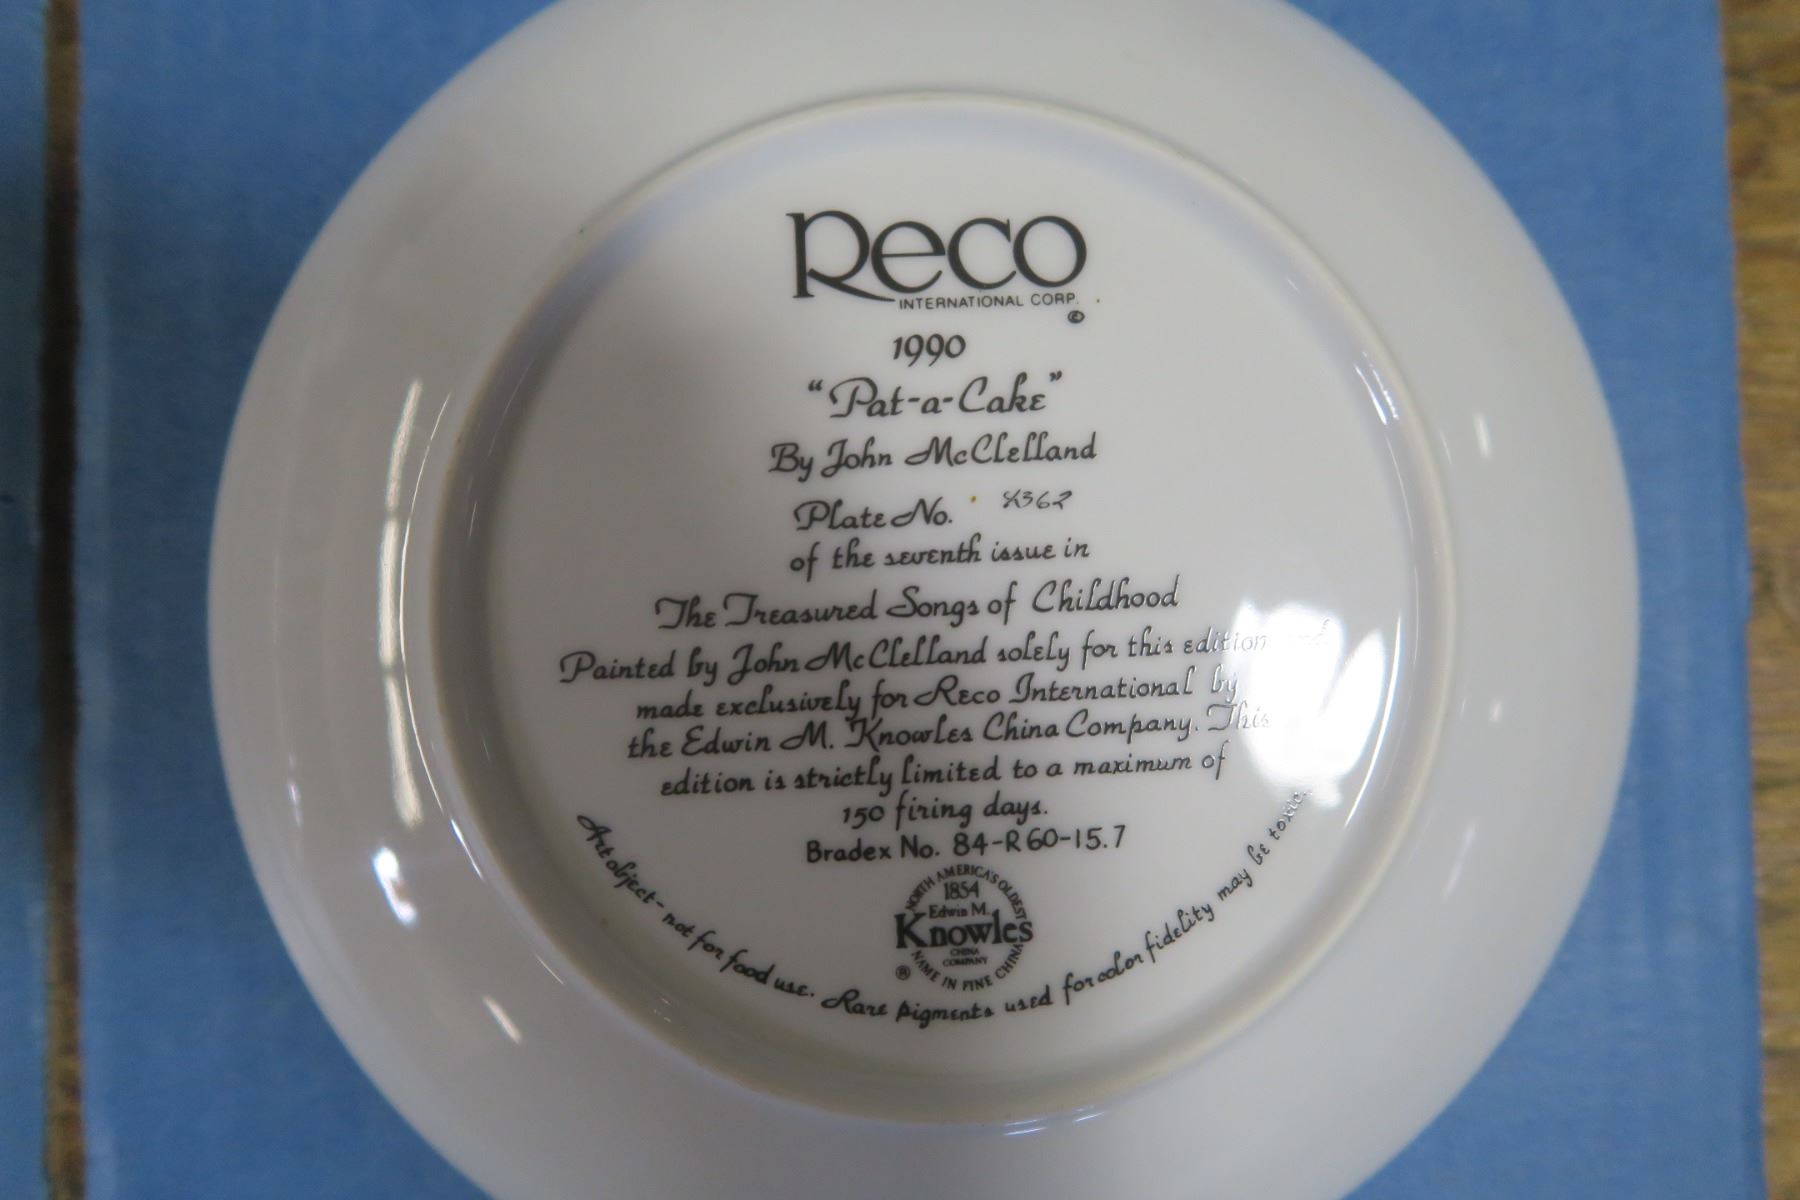 Reco
INTERNATIONAL CORP.
©
1990
"Pat-a-Cake"
By John McClelland
Plate No.
of the seventh issue in
The Treasured Songs of Childhood
Painted by John McClelland solely for this edition and
made exclusively for Reco International by
the Edwin M. Knowles China Company. This
edition is strictly limited to a maximum of
150 firing days.
Bradex No. 84-R60-15.7
NORTH AMERICA'S OLDEST
1854
Edwin M.
Knowles
CHINA
COMPANY
®
NAME IN FINE CHINA
Art object - not for food use. Rare pigments used for color fidelity may be toxic.